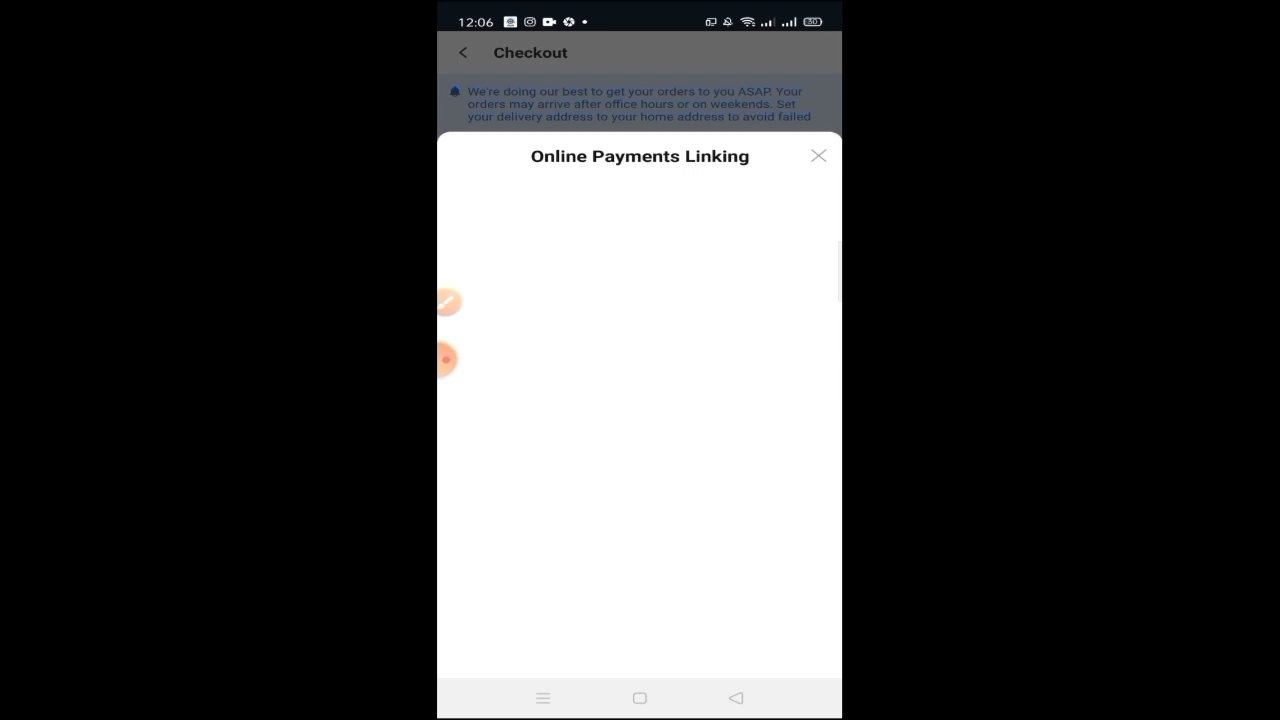 12:06
50
Checkout
We're doing our best to get your orders to you ASAP. Your
orders may arrive after office hours or on weekends. Set
your delivery address to your home address to avoid failed
Online Payments Linking